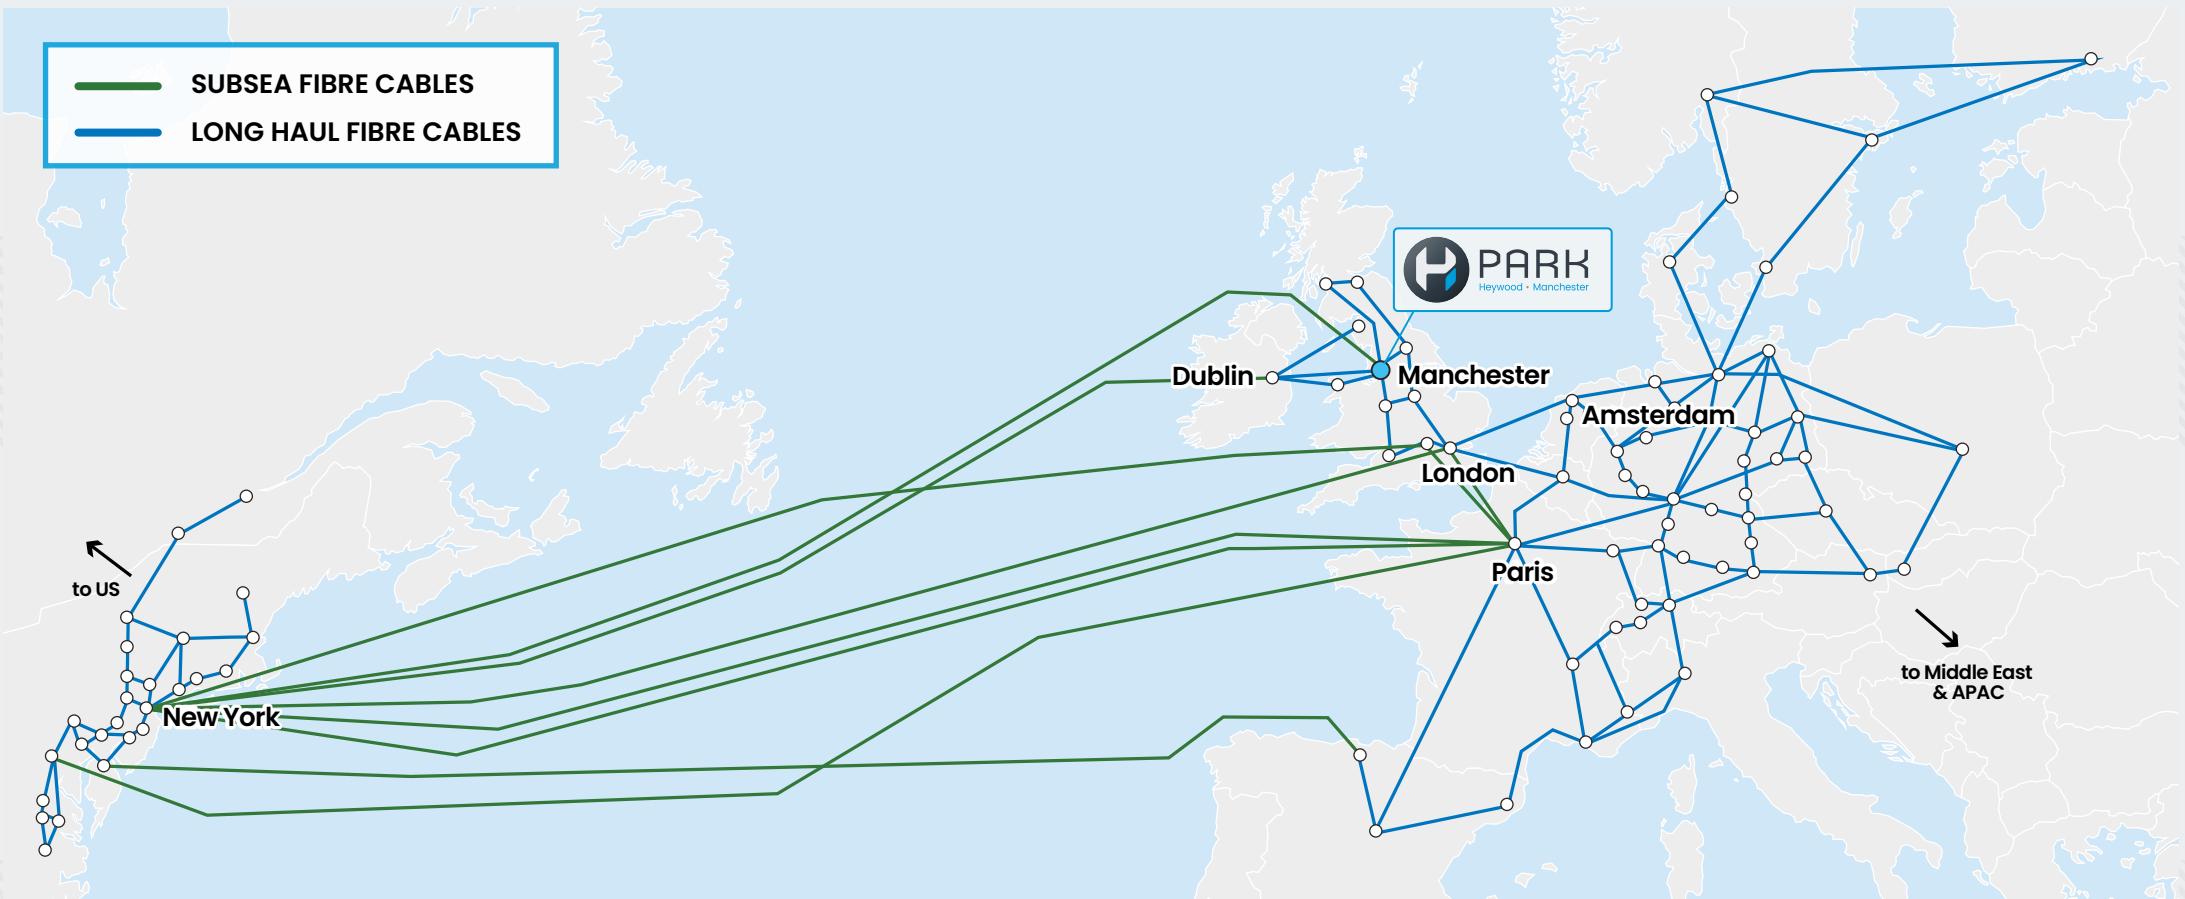 SUBSEA FIBRE CABLES
LONG HAUL FIBRE CABLES
PARK
Heywood • Manchester
Dublin
Manchester
Amsterdam
London
Paris
to US
New York
to Middle East
& APAC